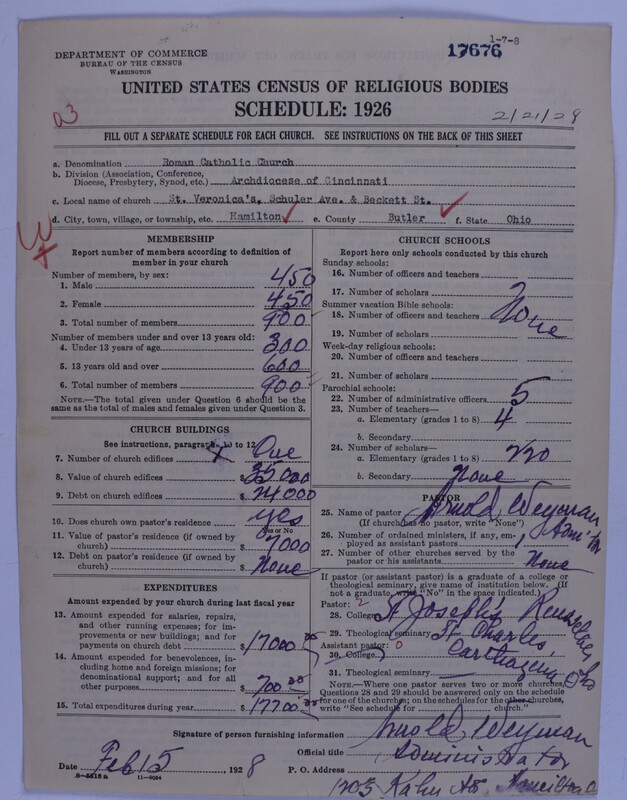 1-7-8
17676
DEPARTMENT OF COMMERCE
BUREAU OF THE CENSUS
WASHINGTON
UNITED STATES CENSUS OF RELIGIOUS BODIES
SCHEDULE: 1926
2/21/29
a3
FILL OUT A SEPARATE SCHEDULE FOR EACH CHURCH. SEE INSTRUCTIONS ON THE BACK OF THIS SHEET
a. Denomination Roman Catholic Church
b. Division (Association, Conference,
Diocese, Presbytery, Synod, etc.) Archdiocese of Cincinnati
c. Local name of church St. Veronica's, Schuler Ave. & Beckett St.
d. City, town, village, or township, etc. Hamilton e. County Butler f. State Ohio
MEMBERSHIP
Report number of members according to definition of
member in your church
Number of members, by sex:
1. Male 450
2. Female 450
3. Total number of members 900
Number of members under and over 13 years old:
4. Under 13 years of age 300
5. 13 years old and over 600
6. Total number of members 900
NOTE.—The total given under Question 6 should be
the same as the total of males and females given under Question 3.
CHURCH BUILDINGS
See instructions, paragraph 10 to 12
7. Number of church edifices One
8. Value of church edifices $35000
9. Debt on church edifices $24000
10. Does church own pastor's residence yes
Yes or No
11. Value of pastor's residence (if owned by
church) $7000
12. Debt on pastor's residence (if owned by
church) $None
EXPENDITURES
Amount expended by your church during last fiscal year
13. Amount expended for salaries, repairs,
and other running expenses; for im-
provements or new buildings; and for
payments on church debt $17000
14. Amount expended for benevolences,
including home and foreign missions; for
denominational support; and for all
other purposes $700.00
15. Total expenditures during year $17700.00
CHURCH SCHOOLS
Report here only schools conducted by this church
Sunday schools:
16. Number of officers and teachers
17. Number of scholars
Summer vacation Bible schools:
18. Number of officers and teachers
None
19. Number of scholars
Week-day religious schools:
20. Number of officers and teachers
21. Number of scholars
Parochial schools:
22. Number of administrative officers 5
23. Number of teachers—
a. Elementary (grades 1 to 8) 4
b. Secondary
24. Number of scholars—
a. Elementary (grades 1 to 8) 220
b. Secondary None
PASTOR
25. Name of pastor Arnold Weyman
(If church has no pastor, write "None") Adm'tor
26. Number of ordained ministers, if any, em-
ployed as assistant pastors
27. Number of other churches served by the
pastor or his assistants None
If pastor (or assistant pastor) is a graduate of a college or
theological seminary, give name of institution below. (If
not a graduate, write "No" in the space indicated.)
Pastor: 2
28. College St Joseph's Rensselaer
29. Theological seminary St Charles,
Assistant pastor: 0 Carthagena Ohio
30. College
31. Theological seminary
NOTE.—Where one pastor serves two or more churches,
Questions 28 and 29 should be answered only on the schedule
for one of the churches; on the schedules for the other churches,
write "See schedule for church."
Signature of person furnishing information Arnold Weyman
Official title Administrator
Date Feb 15, 1928 P. O. Address 1205 Kahn St. Hamilton O
8-5515a 11-9024